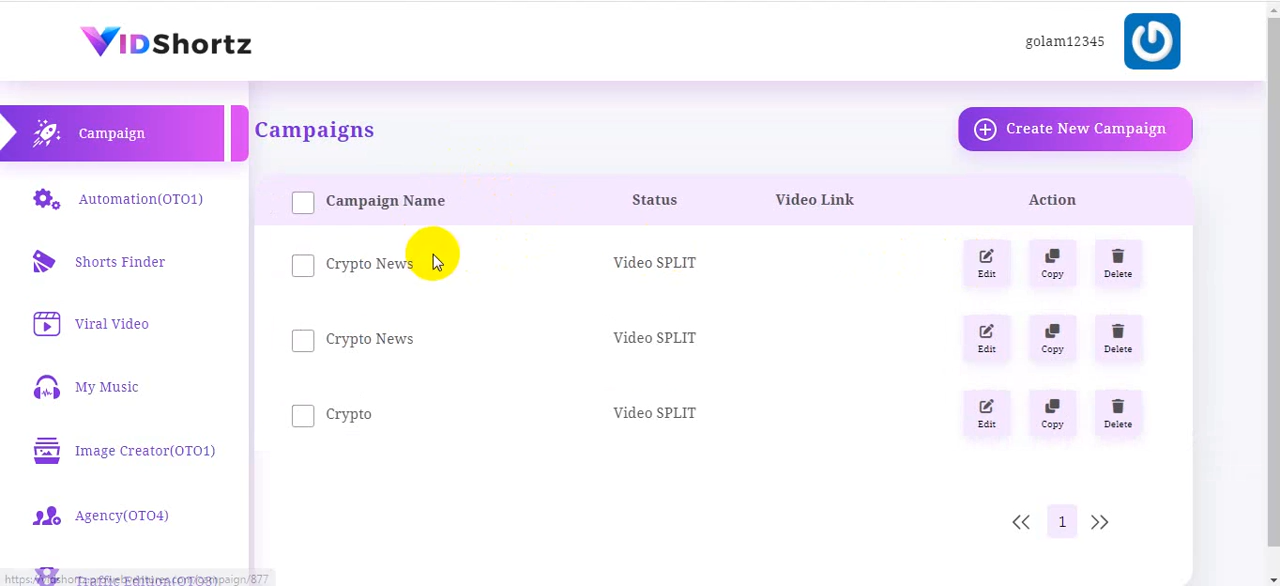 VIDShortz
golam12345
Campaign
Campaigns
Create New Campaign
Automation(OTO1)
Campaign Name Status Video Link Action
Shorts Finder
Crypto News Video SPLIT Edit Copy Delete
Viral Video
Crypto News Video SPLIT Edit Copy Delete
My Music
Crypto Video SPLIT Edit Copy Delete
Image Creator(OTO1)
Agency(OTO4)
1